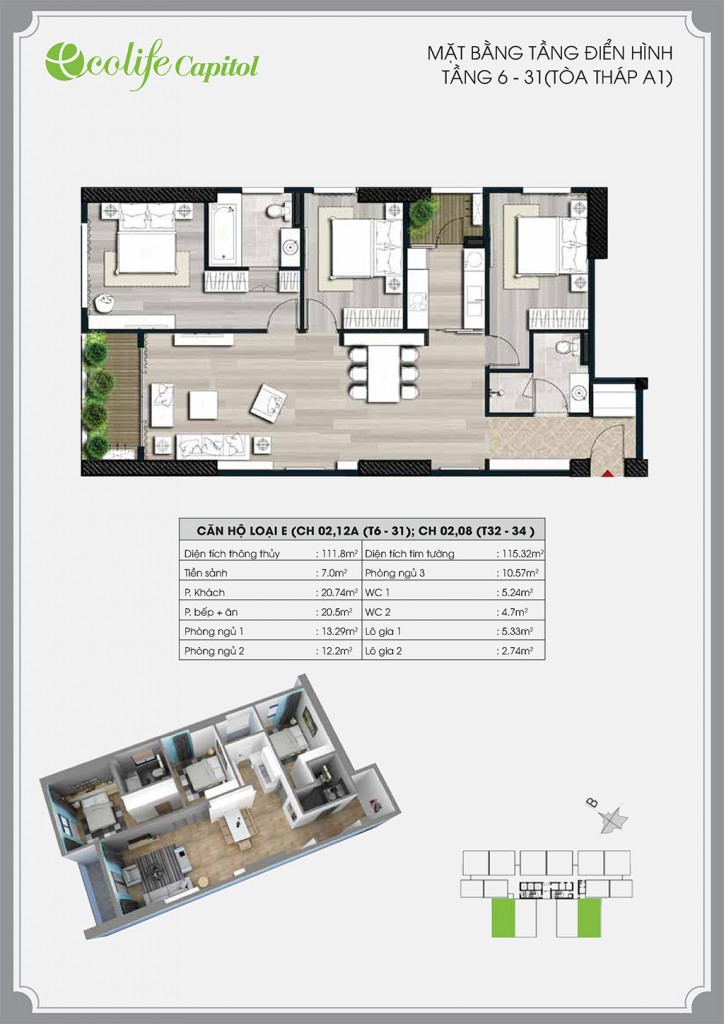 ecolife Capitol
MẶT BẰNG TẦNG ĐIỂN HÌNH
TẦNG 6 - 31(TÒA THÁP A1)
CĂN HỘ LOẠI E (CH 02,12A (T6 - 31); CH 02,08 (T32 - 34 )
Diện tích thông thủy : 111.8m² Diện tích tim tường : 115.32m²
Tiền sảnh : 7.0m² Phòng ngủ 3 : 10.57m²
P. Khách : 20.74m² WC 1 : 5.24m²
P. bếp + ăn : 20.5m² WC 2 : 4.7m²
Phòng ngủ 1 : 13.29m² Lô gia 1 : 5.33m²
Phòng ngủ 2 : 12.2m² Lô gia 2 : 2.74m²
B